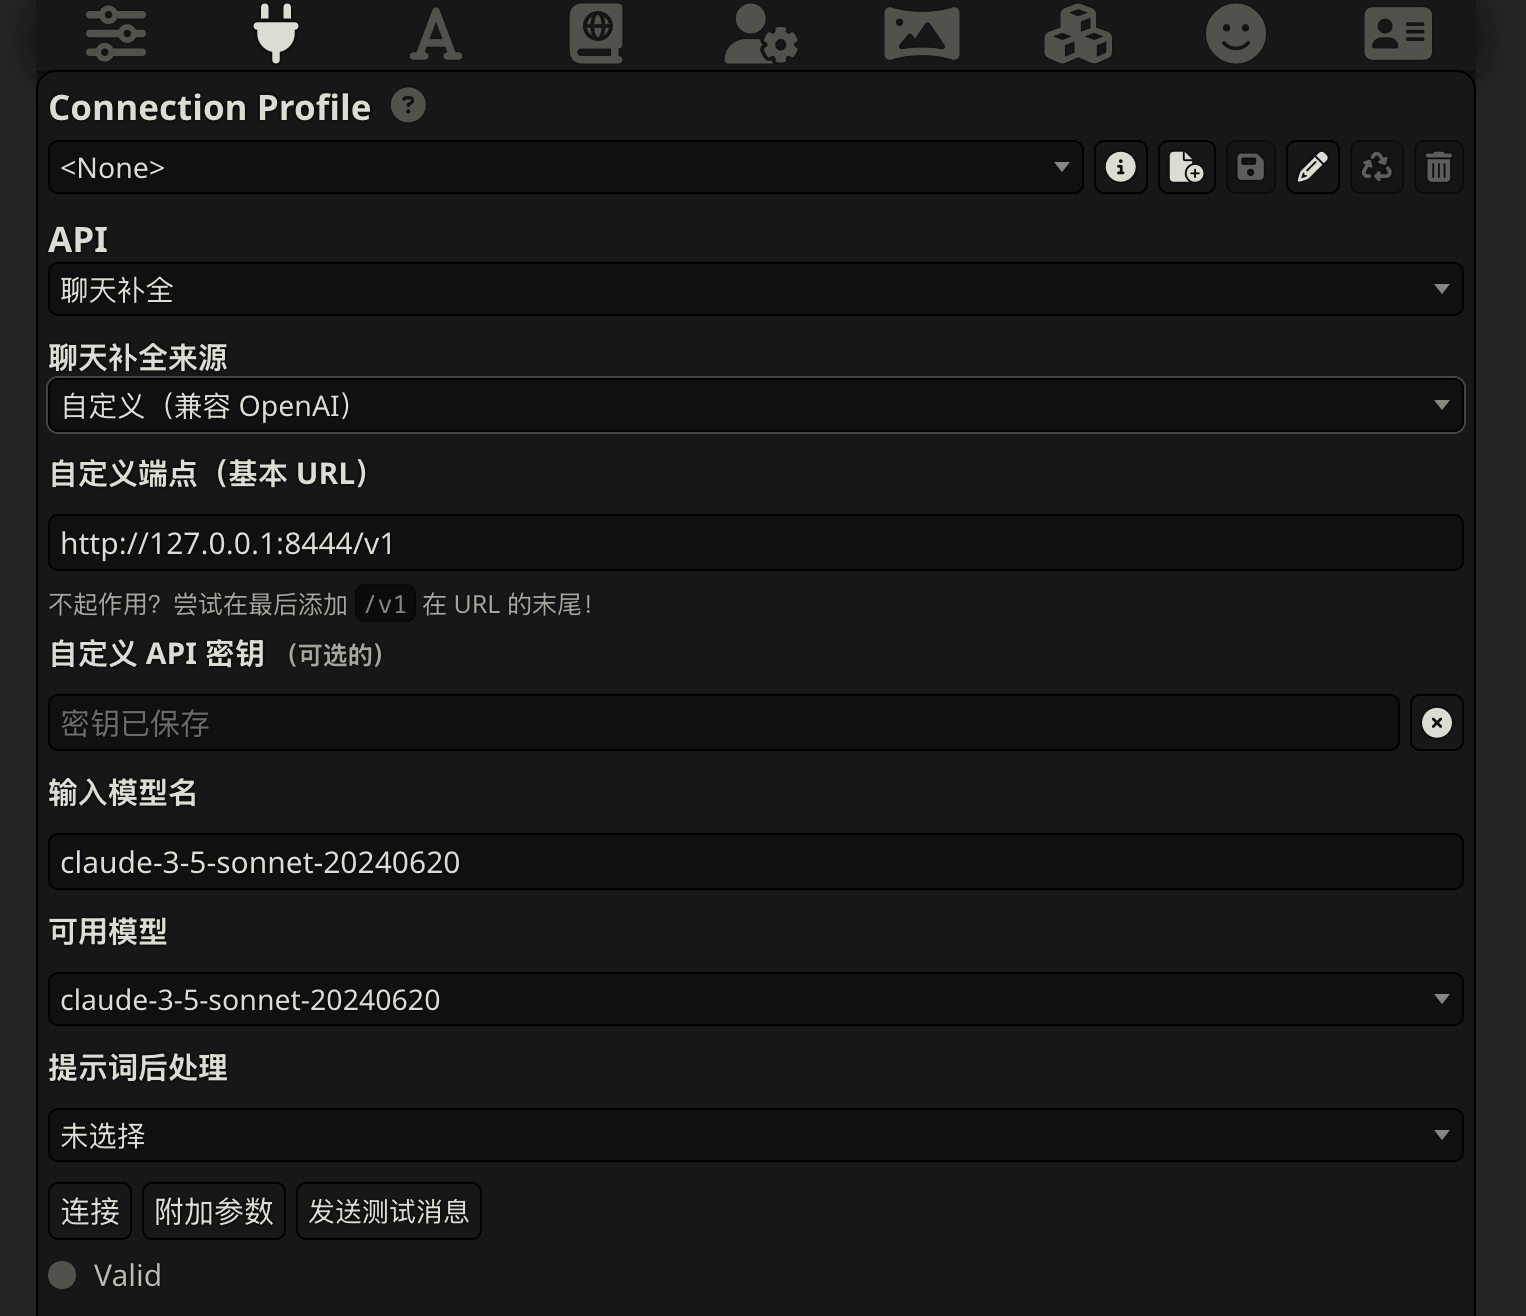 Connection Profile ?
<None>
API
聊天补全
聊天补全来源
自定义（兼容 OpenAI）
自定义端点（基本 URL）
http://127.0.0.1:8444/v1
不起作用？尝试在最后添加 /v1 在 URL 的末尾！
自定义 API 密钥 （可选的）
密钥已保存
输入模型名
claude-3-5-sonnet-20240620
可用模型
claude-3-5-sonnet-20240620
提示词后处理
未选择
连接 附加参数 发送测试消息
Valid